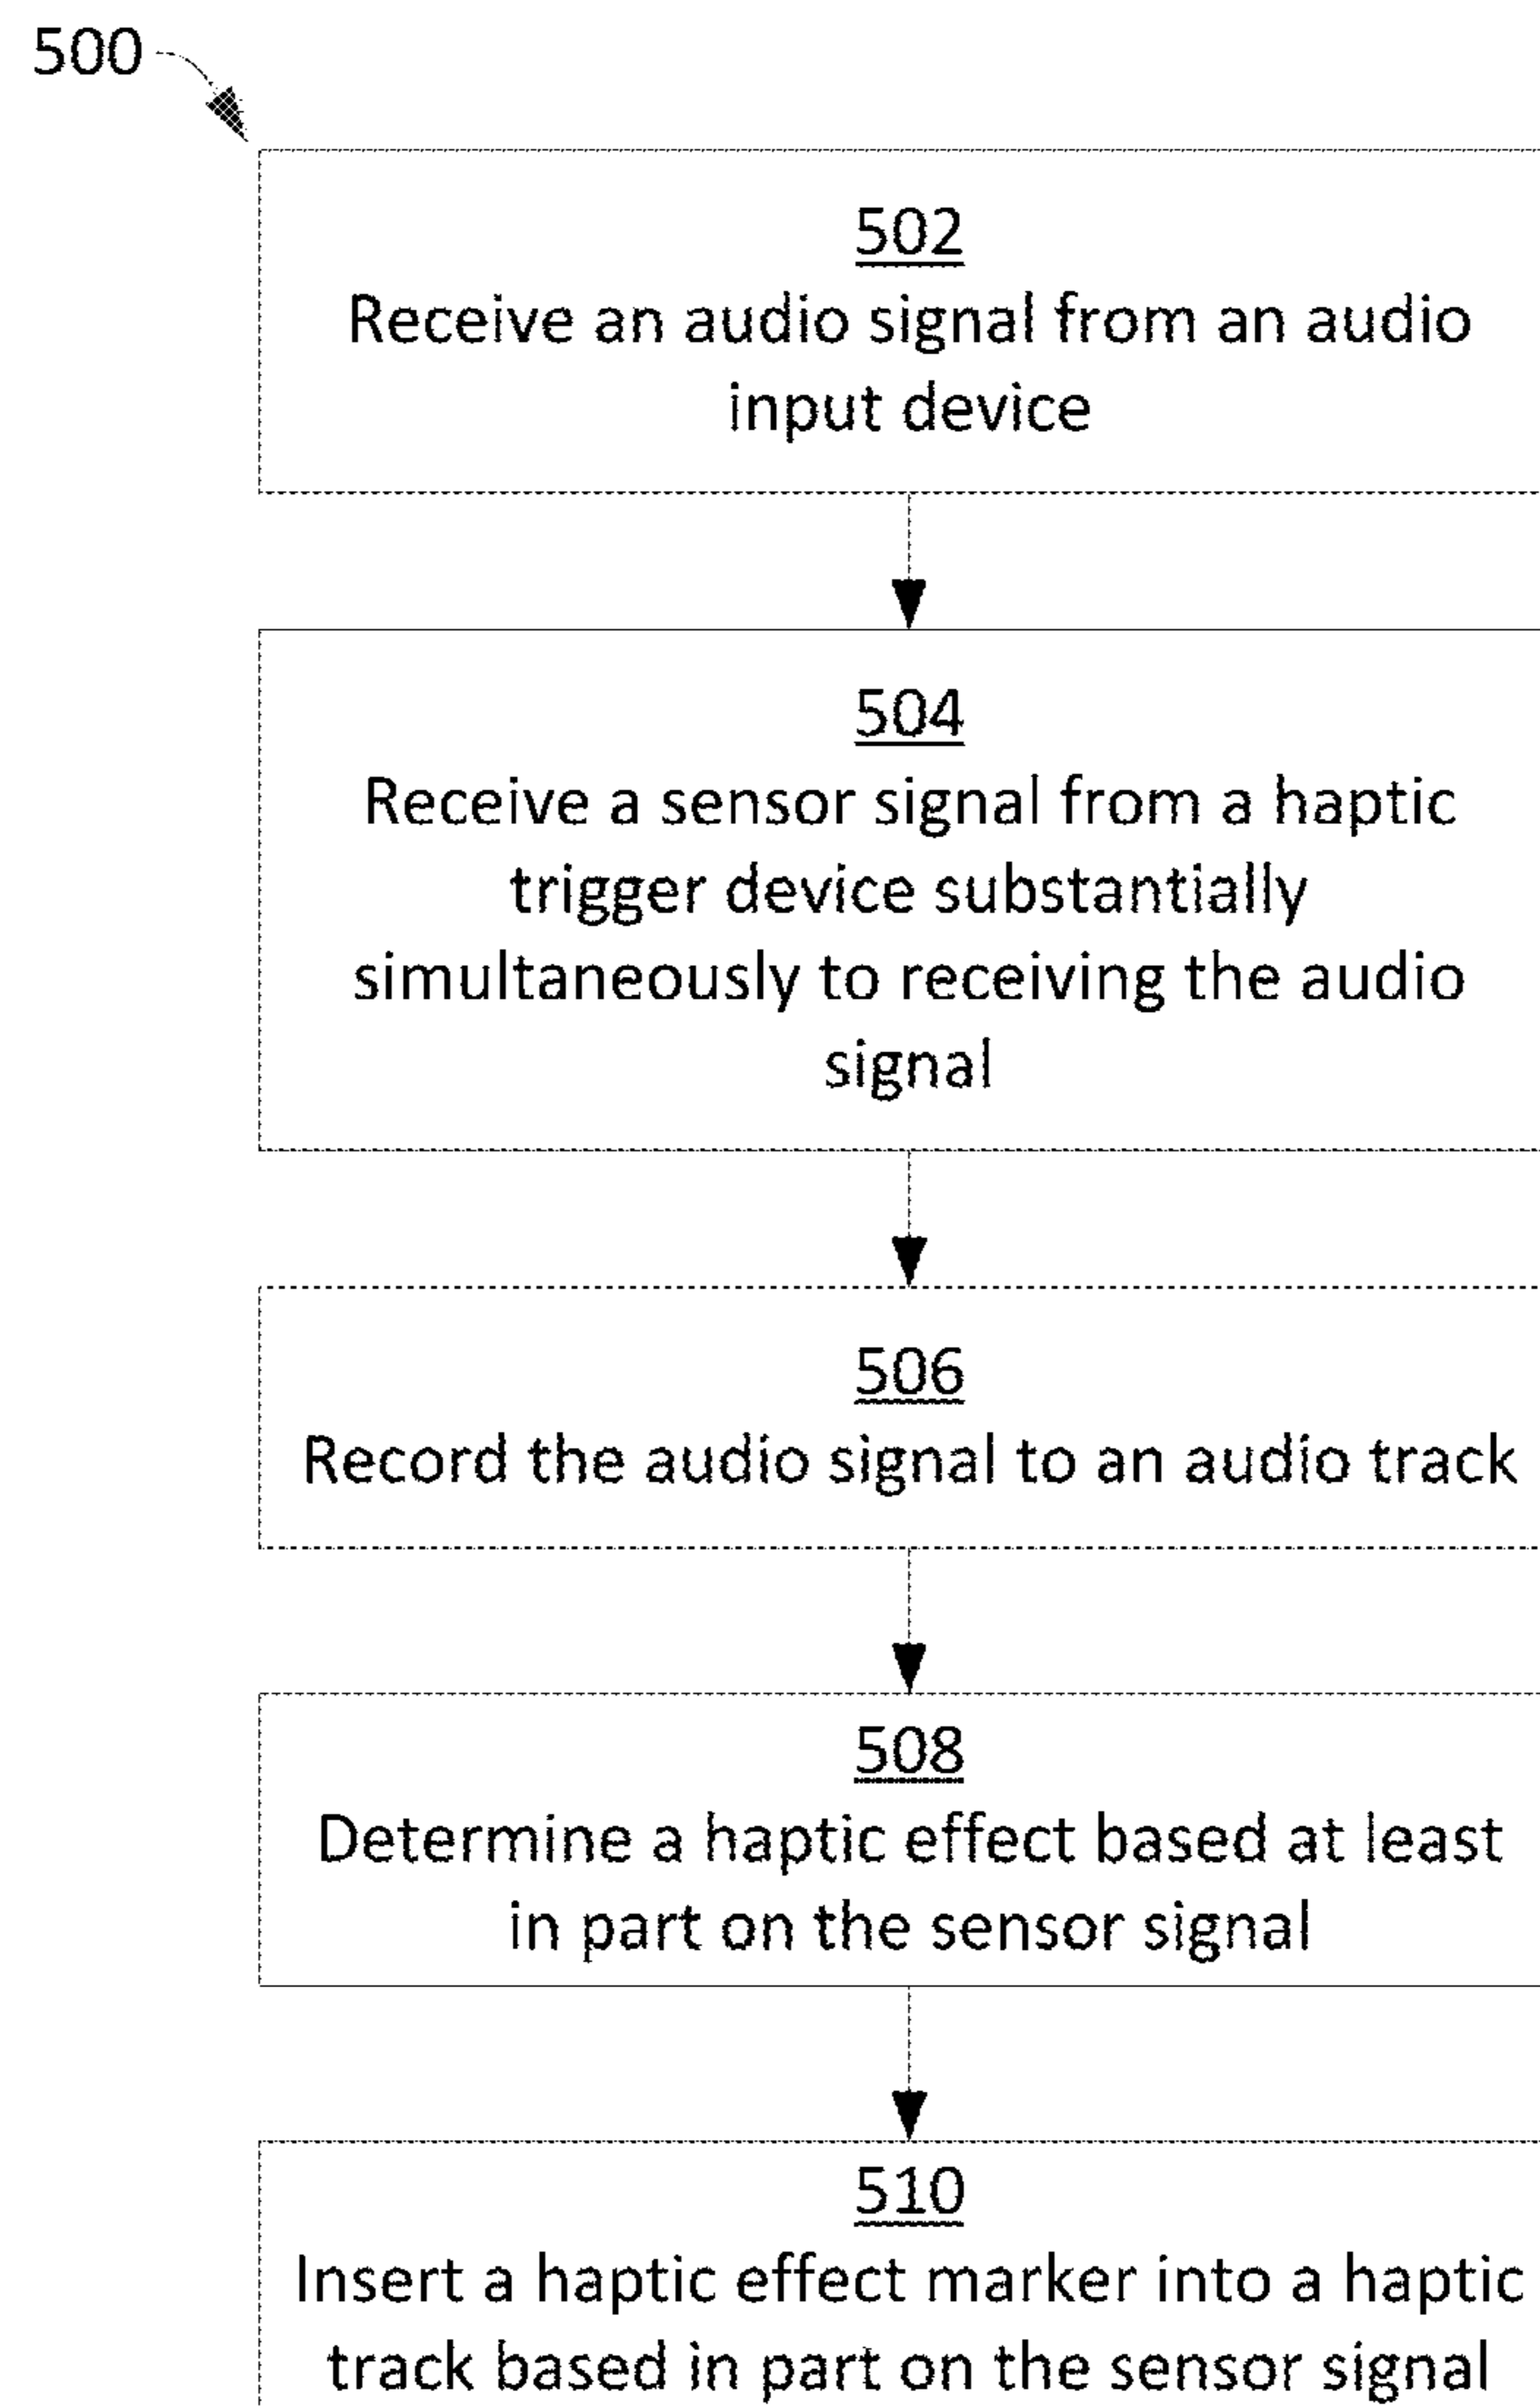 500
502
Receive an audio signal from an audio
input device
504
Receive a sensor signal from a haptic
trigger device substantially
simultaneously to receiving the audio
signal
506
Record the audio signal to an audio track
508
Determine a haptic effect based at least
in part on the sensor signal
510
Insert a haptic effect marker into a haptic
track based in part on the sensor signal